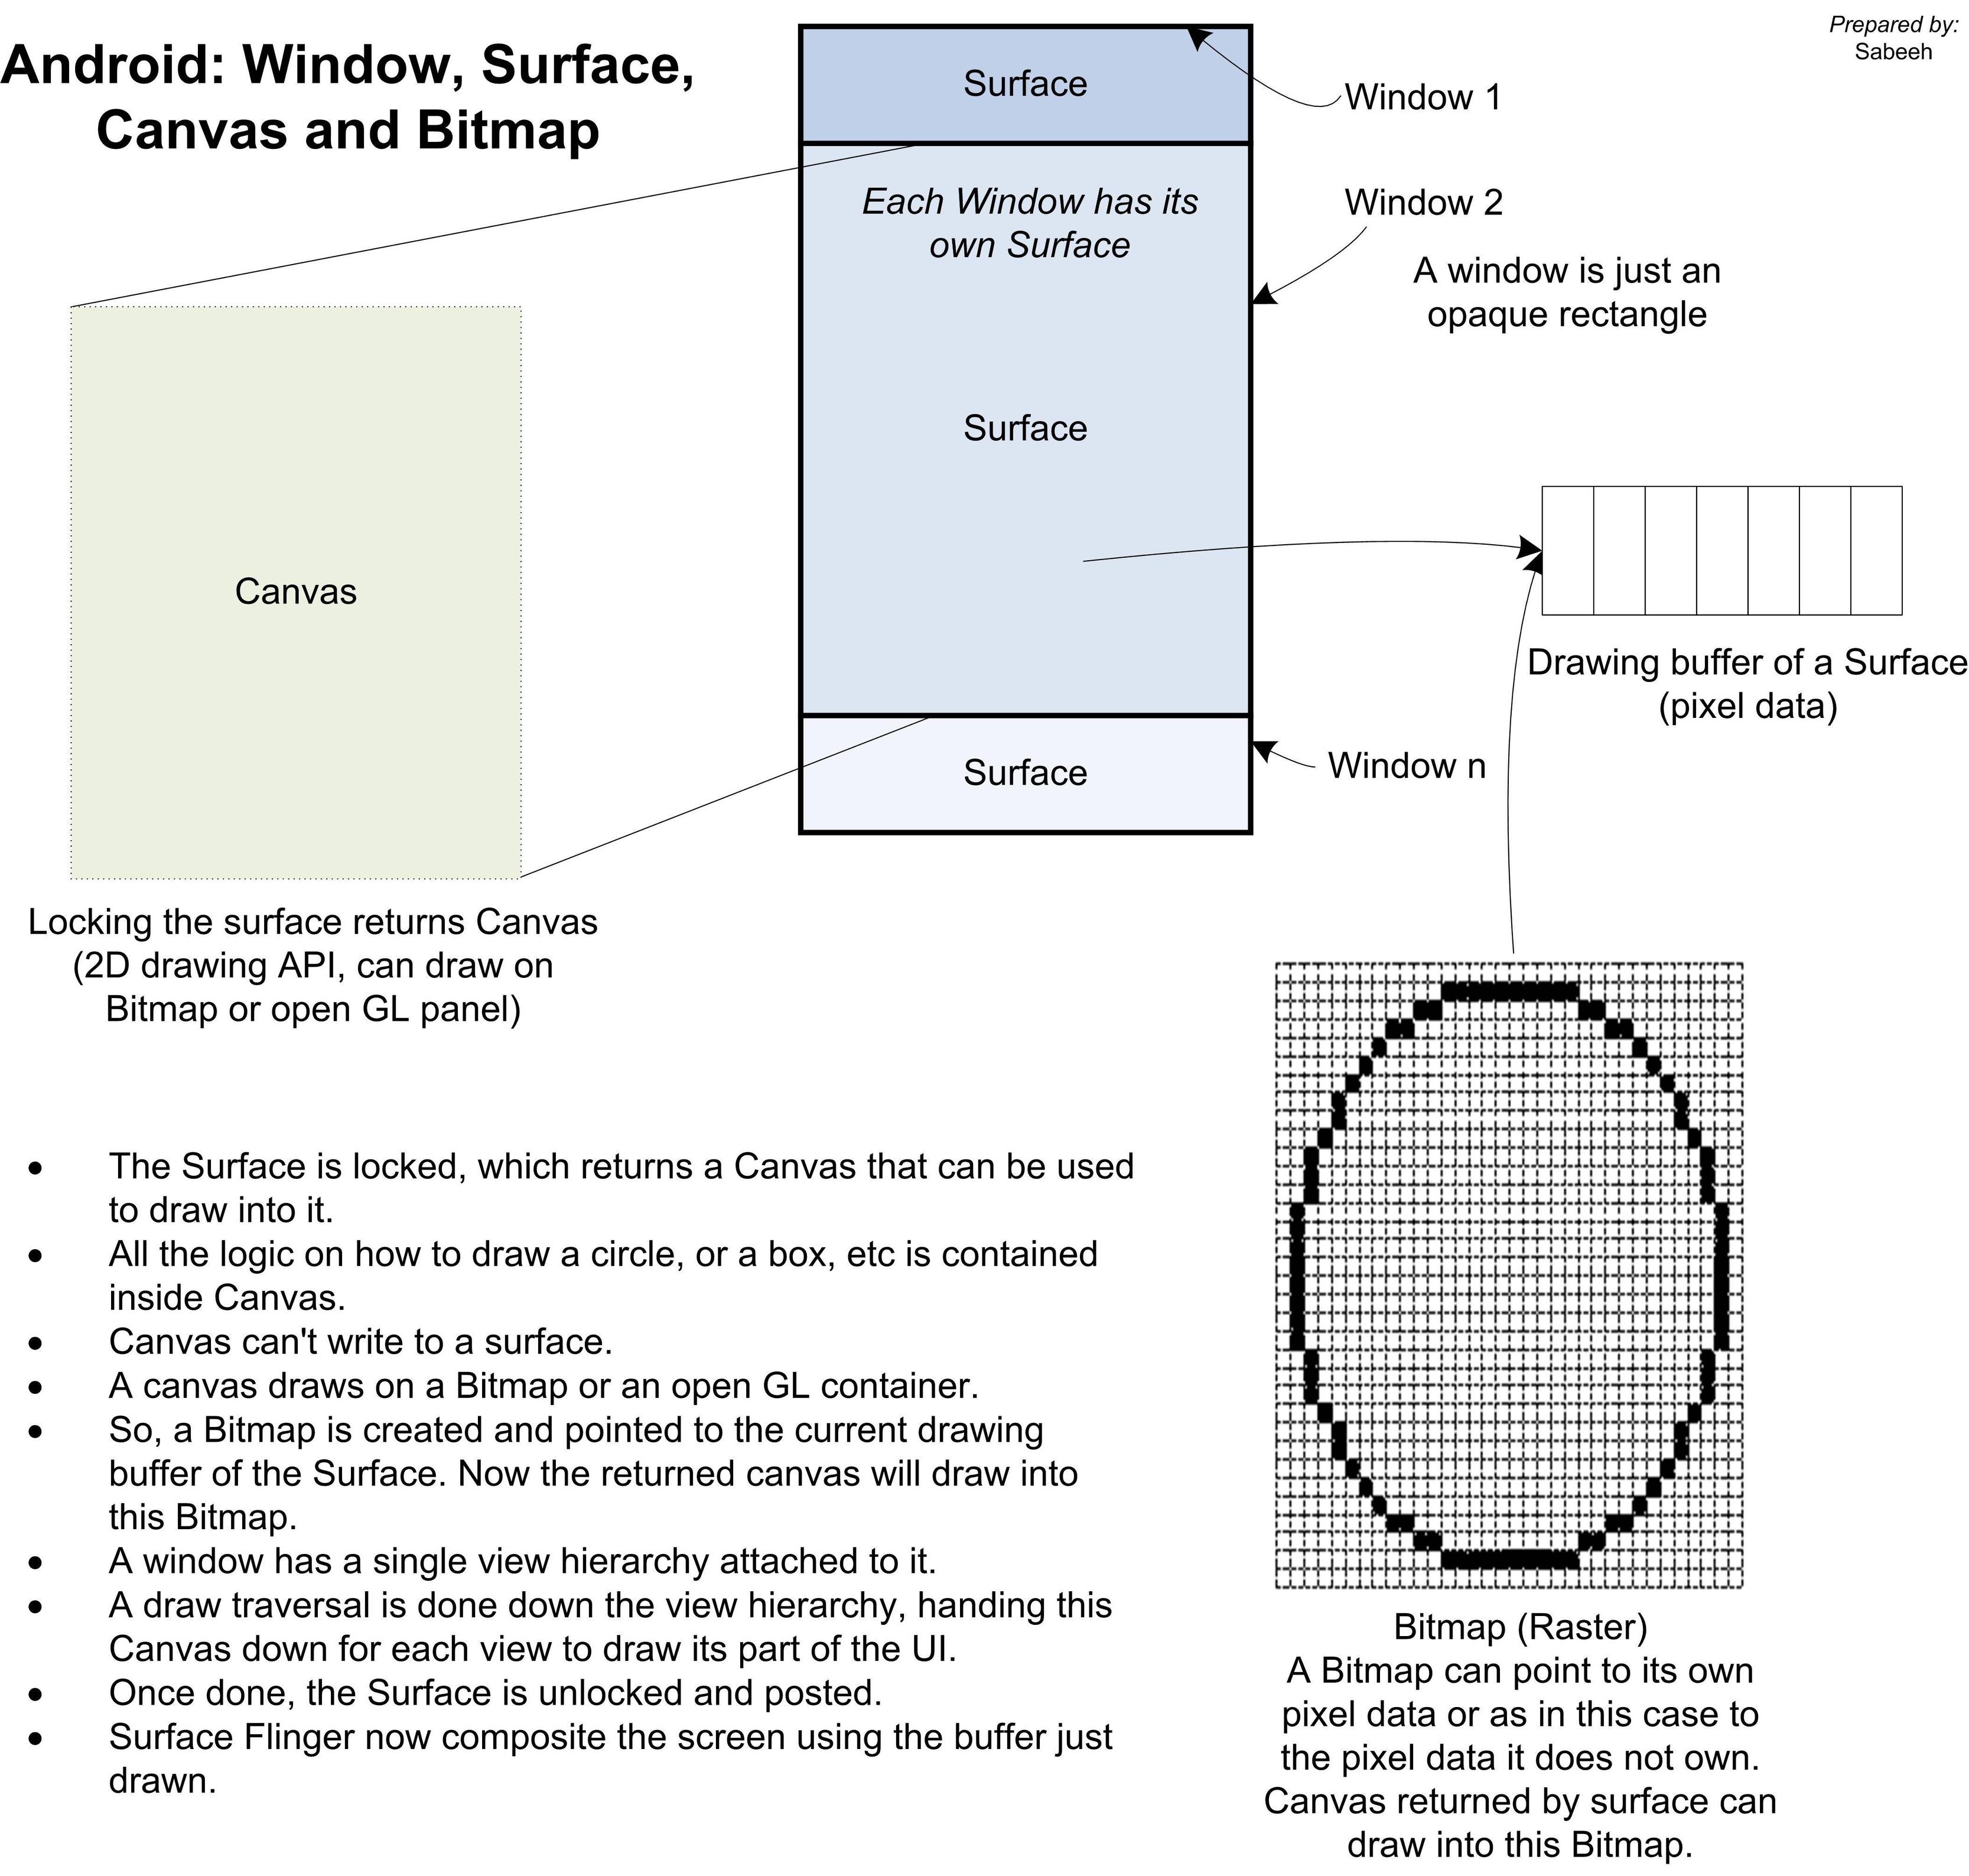 Android: Window, Surface,
Canvas and Bitmap
Prepared by:
Sabeeh
Surface
Window 1
Each Window has its
own Surface
Window 2
A window is just an
opaque rectangle
Surface
Canvas
Drawing buffer of a Surface
(pixel data)
Surface
Window n
Locking the surface returns Canvas
(2D drawing API, can draw on
Bitmap or open GL panel)
• The Surface is locked, which returns a Canvas that can be used
to draw into it.
• All the logic on how to draw a circle, or a box, etc is contained
inside Canvas.
• Canvas can't write to a surface.
• A canvas draws on a Bitmap or an open GL container.
• So, a Bitmap is created and pointed to the current drawing
buffer of the Surface. Now the returned canvas will draw into
this Bitmap.
• A window has a single view hierarchy attached to it.
• A draw traversal is done down the view hierarchy, handing this
Canvas down for each view to draw its part of the UI.
• Once done, the Surface is unlocked and posted.
• Surface Flinger now composite the screen using the buffer just
drawn.
Bitmap (Raster)
A Bitmap can point to its own
pixel data or as in this case to
the pixel data it does not own.
Canvas returned by surface can
draw into this Bitmap.